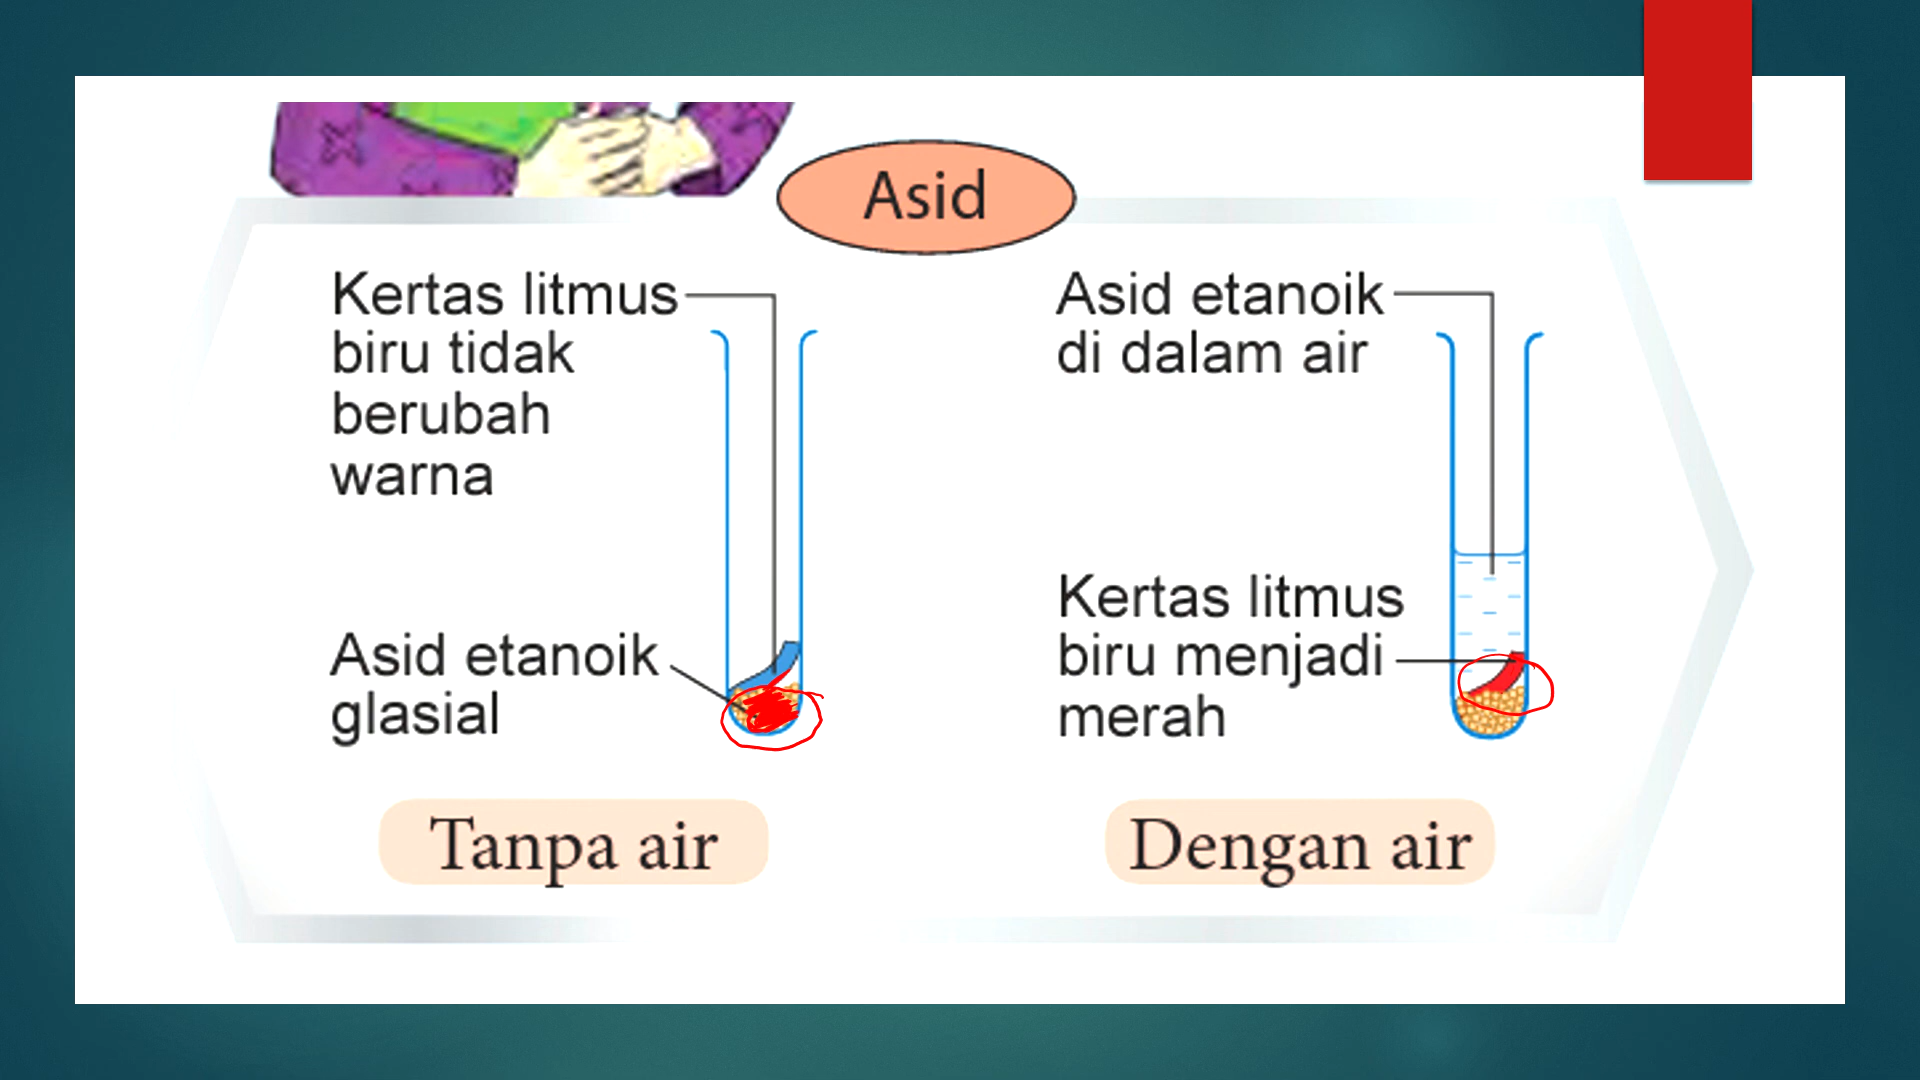 Asid
Kertas litmus
biru tidak
berubah
warna
Asid etanoik
glasial
Tanpa air
Asid etanoik
di dalam air
Kertas litmus
biru menjadi
merah
Dengan air